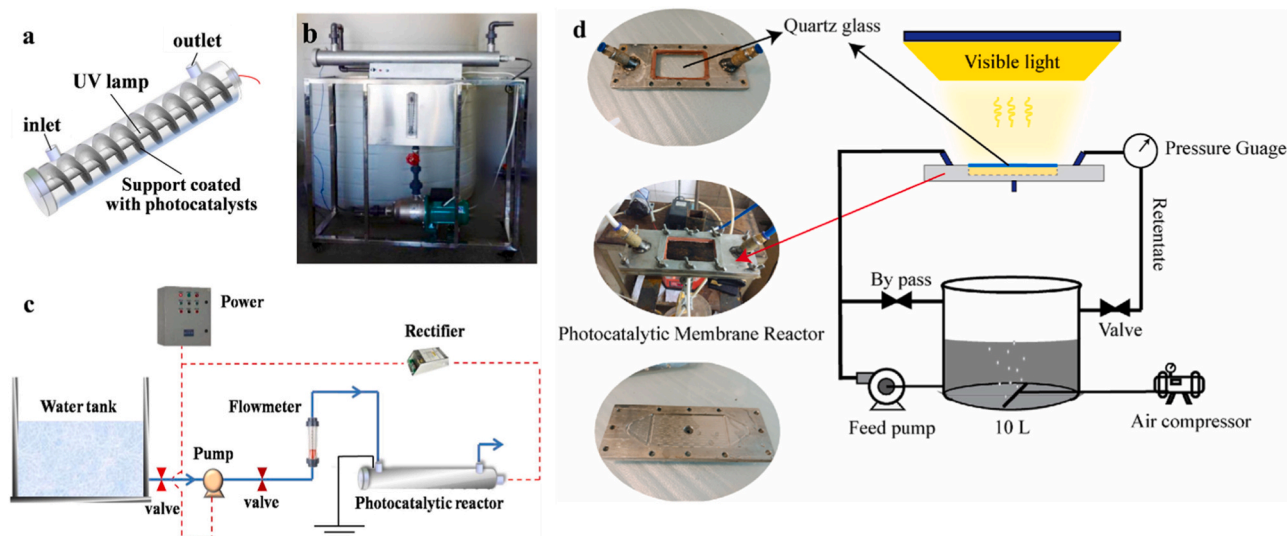 a
outlet
UV lamp
inlet
Support coated
with photocatalysts
b
c
Power
Rectifier
Water tank
Flowmeter
Pump
valve
valve
Photocatalytic reactor
d
Quartz glass
Visible light
Pressure Guage
Retentate
By pass
Valve
Photocatalytic Membrane Reactor
Feed pump
10 L
Air compressor